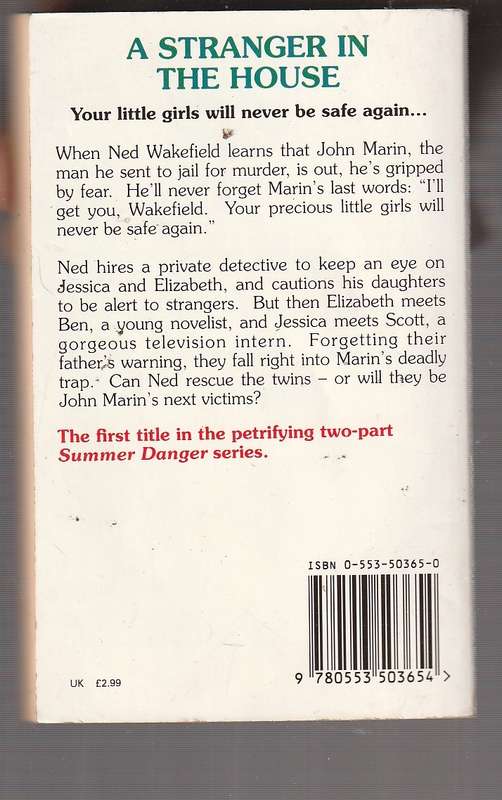 A STRANGER IN
THE HOUSE
Your little girls will never be safe again...
When Ned Wakefield learns that John Marin, the
man he sent to jail for murder, is out, he's gripped
by fear. He'll never forget Marin's last words: "I'll
get you, Wakefield. Your precious little girls will
never be safe again."
Ned hires a private detective to keep an eye on
Jessica and Elizabeth, and cautions his daughters
to be alert to strangers. But then Elizabeth meets
Ben, a young novelist, and Jessica meets Scott, a
gorgeous television intern. Forgetting their
father's warning, they fall right into Marin's deadly
trap. Can Ned rescue the twins – or will they be
John Marin's next victims?
The first title in the petrifying two-part
Summer Danger series.
ISBN 0-553-50365-0
9 780553 503654 >
UK £2.99